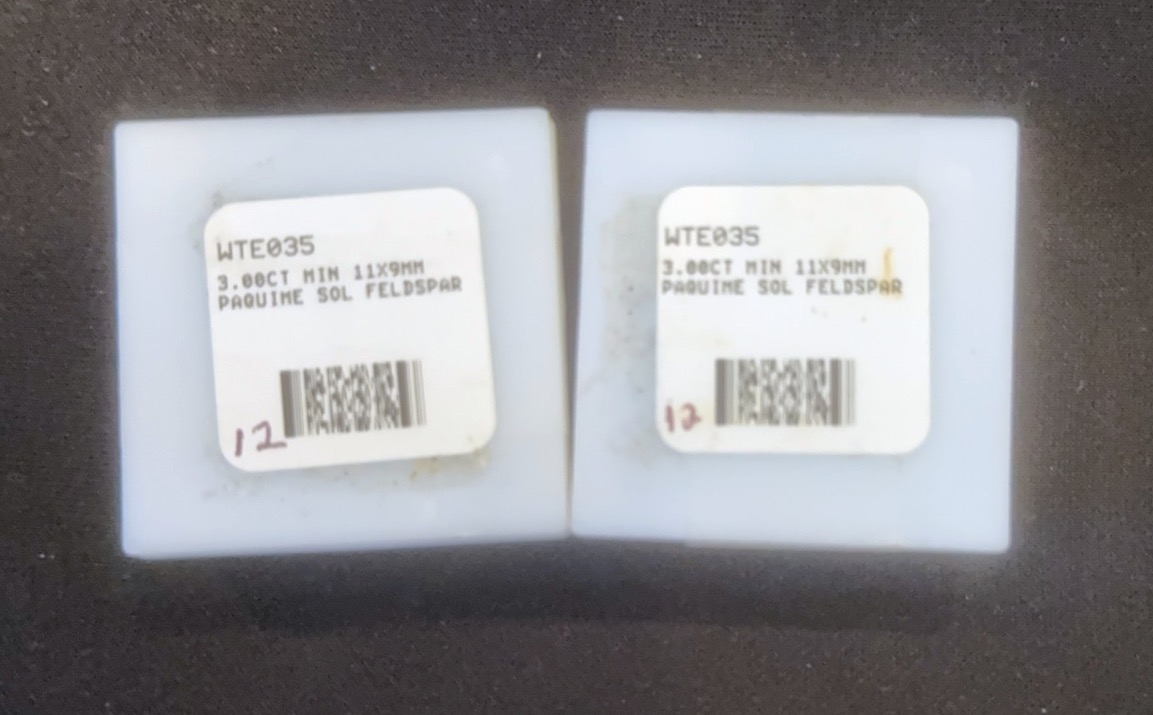 WTE035
3.00CT MIN 11X9MM
PAQUIME SOL FELDSPAR
12
WTE035
3.00CT MIN 11X9MM
PAQUIME SOL FELDSPAR
12